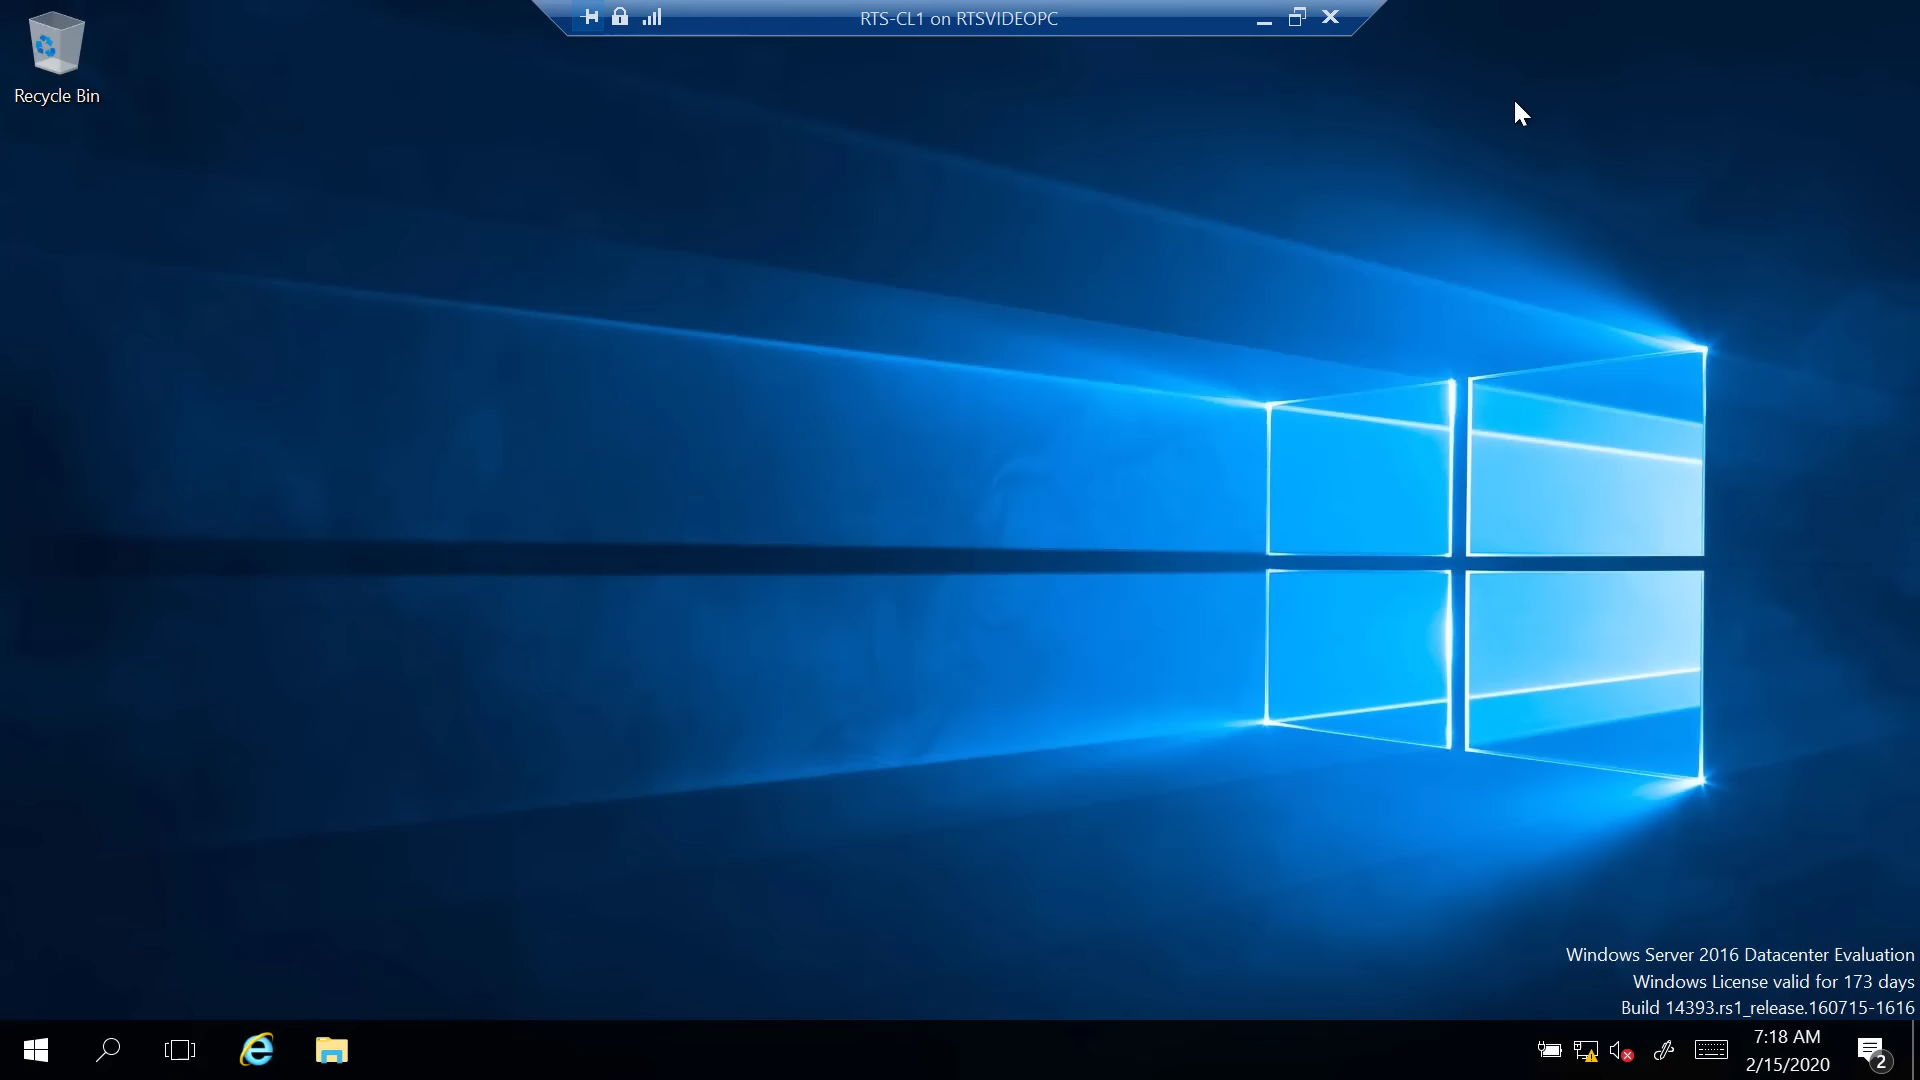 RTS-CL1 on RTSVIDEOPC
Recycle Bin
Windows Server 2016 Datacenter Evaluation
Windows License valid for 173 days
Build 14393.rs1_release.160715-1616
7:18 AM
2/15/2020
2